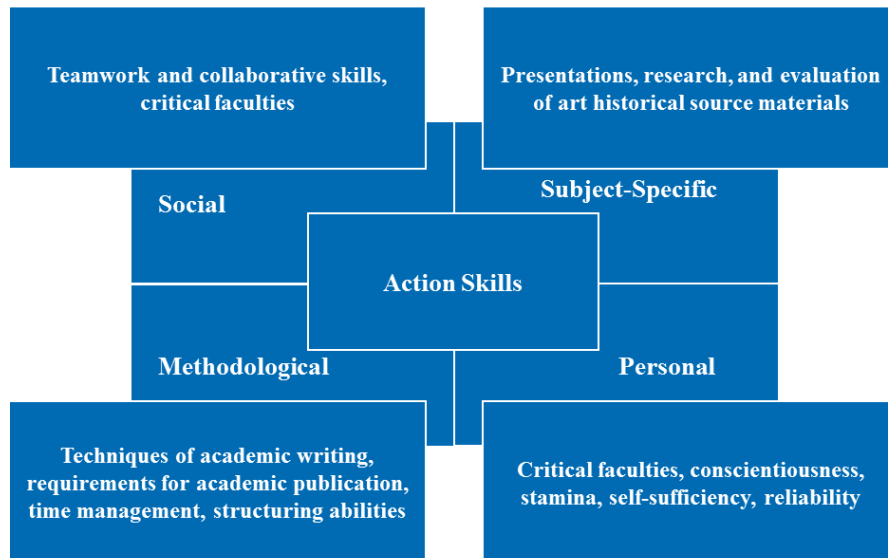 Teamwork and collaborative skills,
critical faculties
Presentations, research, and evaluation
of art historical source materials
Social
Subject-Specific
Action Skills
Methodological
Personal
Techniques of academic writing,
requirements for academic publication,
time management, structuring abilities
Critical faculties, conscientiousness,
stamina, self-sufficiency, reliability